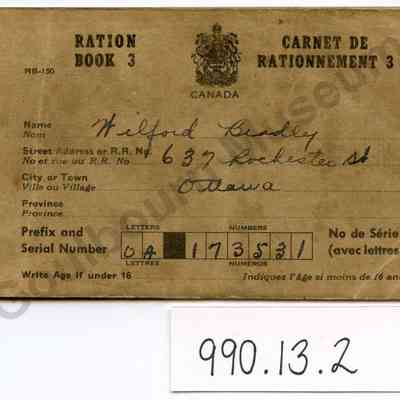 RATION BOOK 3
CARNET DE RATIONNEMENT 3
RB-150
CANADA
Name Wilford Bradly
Nom
Street Address or R.R. No. 637 Rochester St
No et rue ou R.R. No
City or Town Ottawa
Ville ou Village
Province
Province
LETTERS NUMBERS
Prefix and Serial Number OA 173531 No de Série (avec lettres
LETTRES NUMÉROS
Write Age if under 16 Indiquez l'âge si moins de 16 an
990.13.2